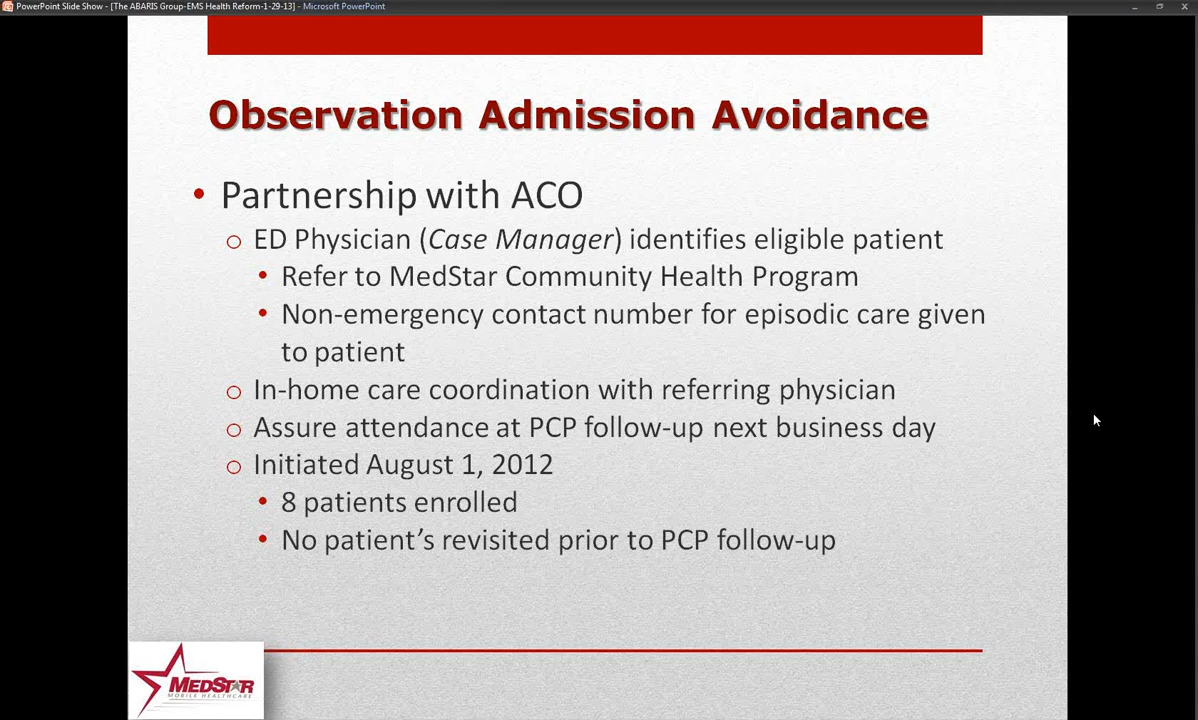 PowerPoint Slide Show - [The ABARIS Group-EMS Health Reform-1-29-13] - Microsoft PowerPoint
Observation Admission Avoidance
• Partnership with ACO
o ED Physician (Case Manager) identifies eligible patient
• Refer to MedStar Community Health Program
• Non-emergency contact number for episodic care given
to patient
o In-home care coordination with referring physician
o Assure attendance at PCP follow-up next business day
o Initiated August 1, 2012
• 8 patients enrolled
• No patient’s revisited prior to PCP follow-up
MEDSTAR
MOBILE HEALTHCARE